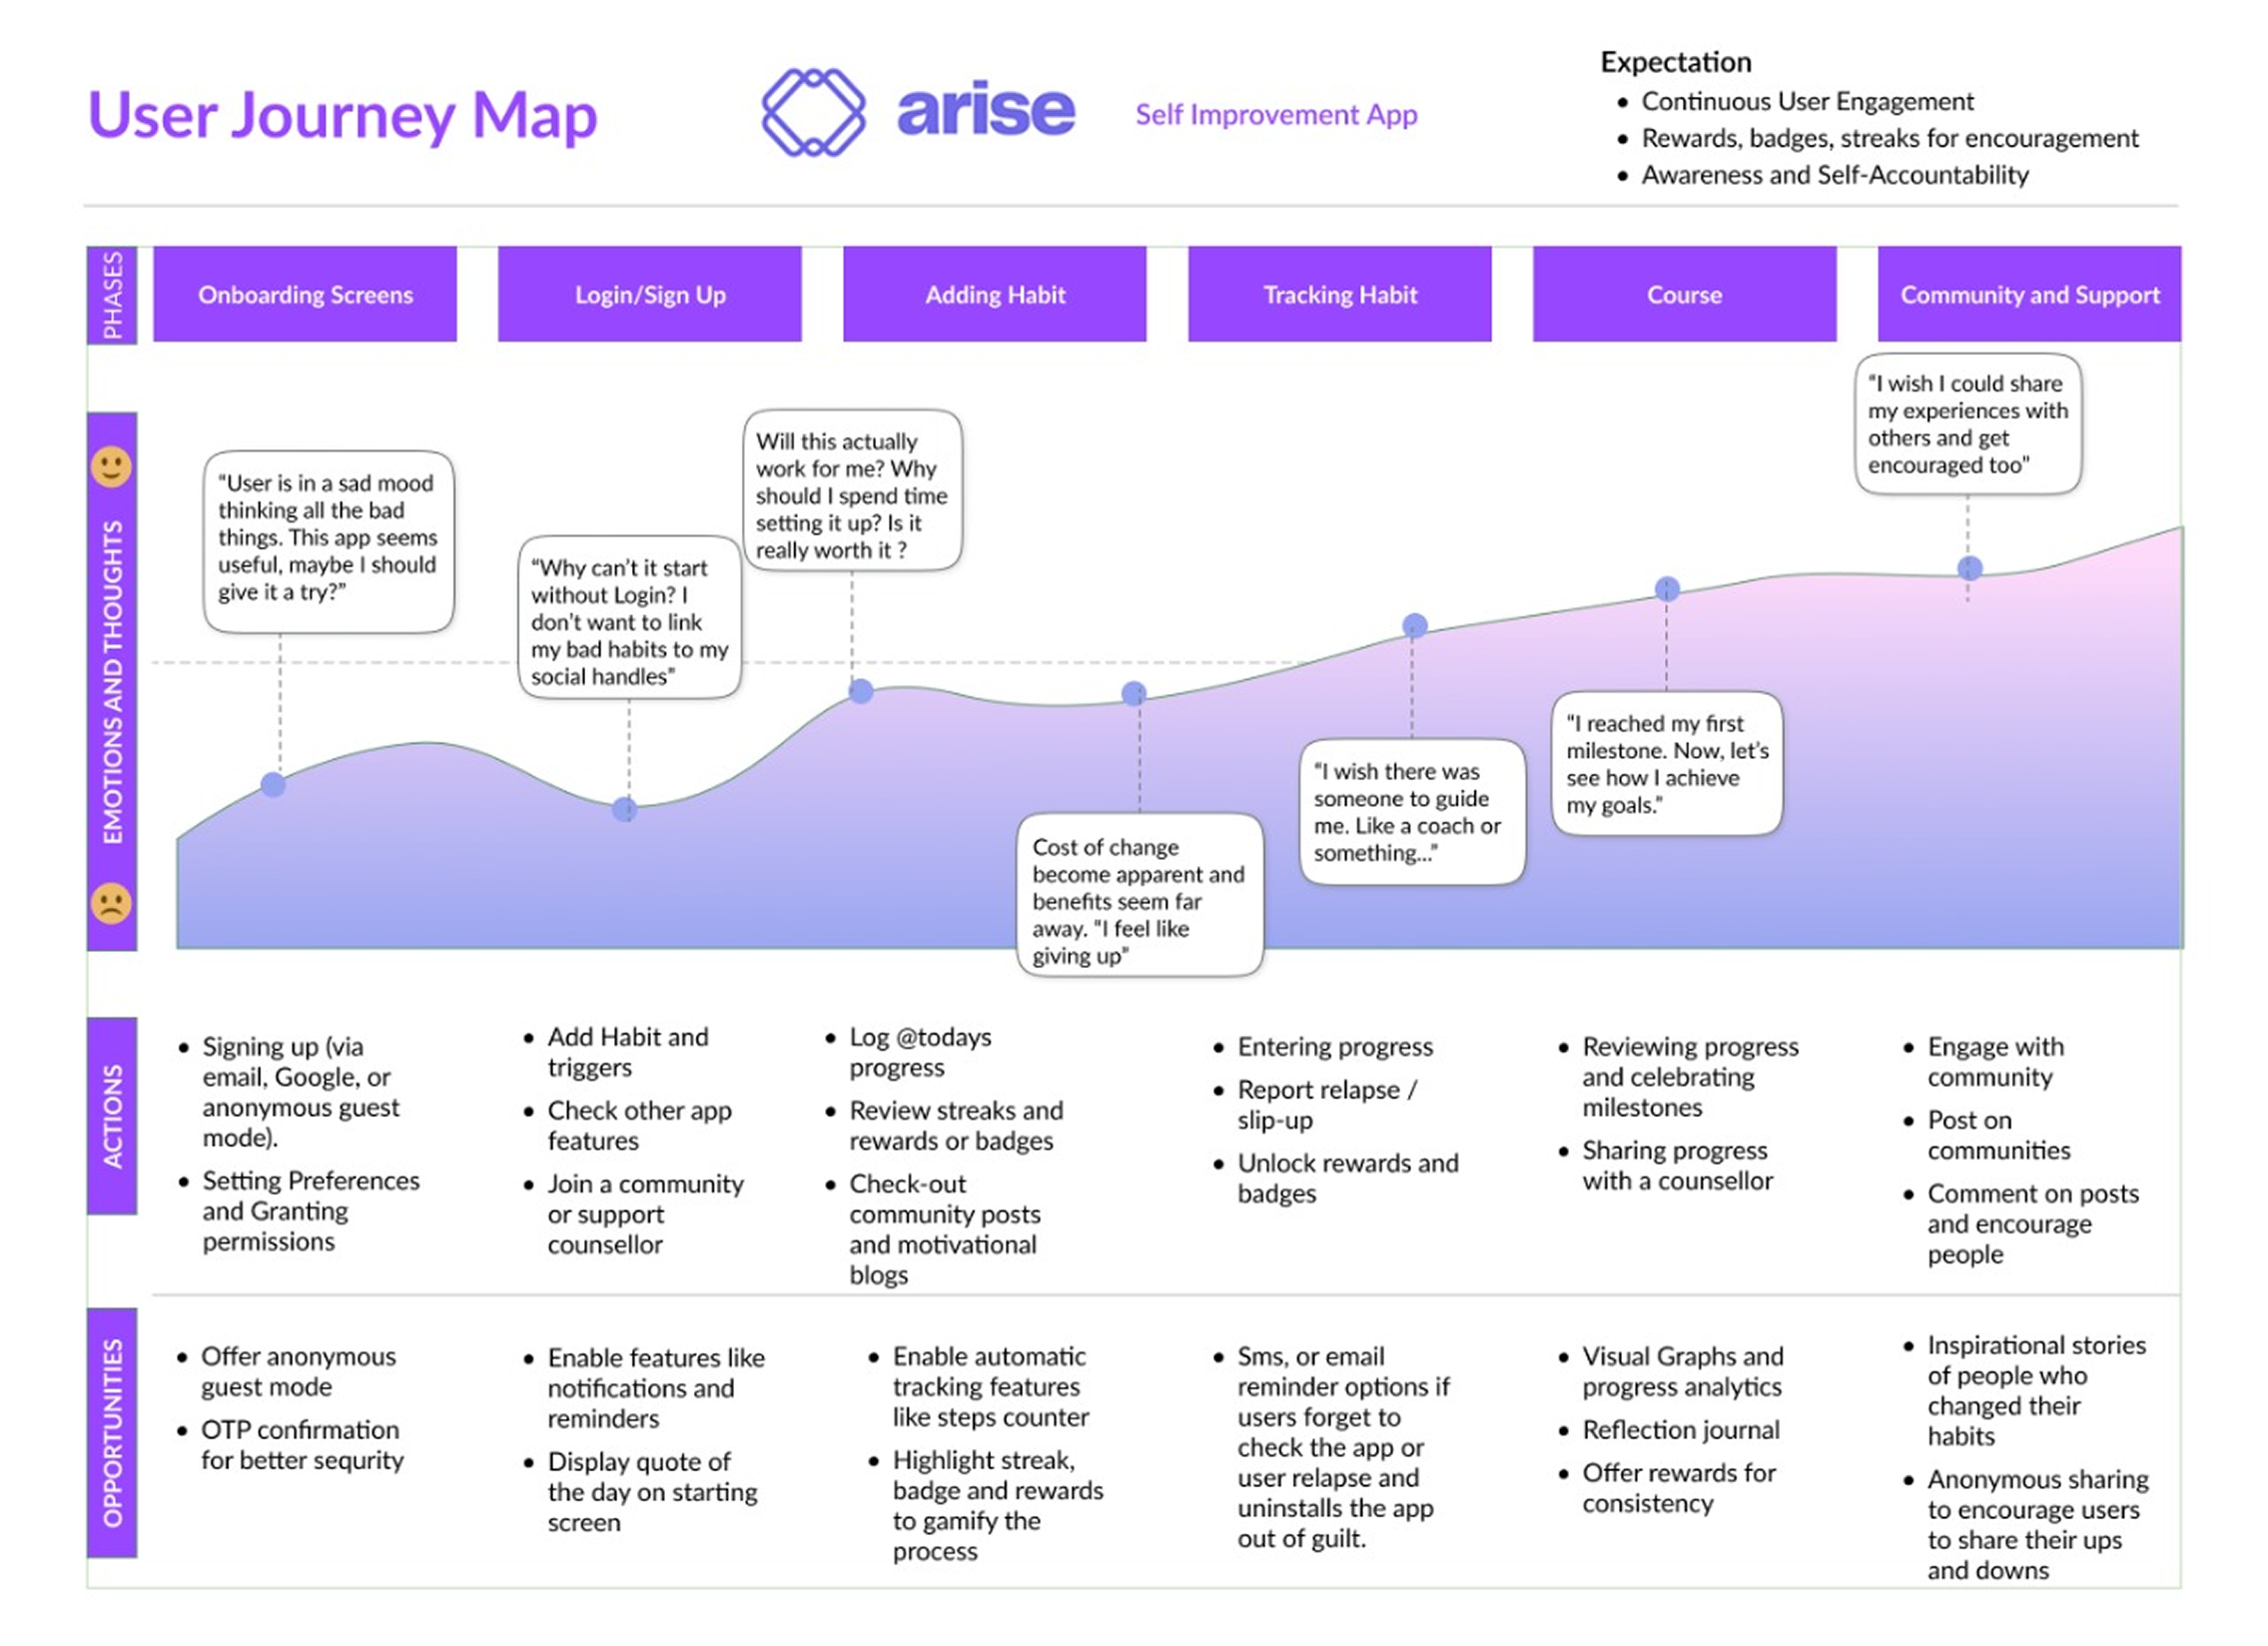 User Journey Map
arise
Self Improvement App
Expectation
• Continuous User Engagement
• Rewards, badges, streaks for encouragement
• Awareness and Self-Accountability
PHASES
Onboarding Screens
Login/Sign Up
Adding Habit
Tracking Habit
Course
Community and Support
EMOTIONS AND THOUGHTS
“User is in a sad mood
thinking all the bad
things. This app seems
useful, maybe I should
give it a try?”
“Why can’t it start
without Login? I
don’t want to link
my bad habits to my
social handles”
Will this actually
work for me? Why
should I spend time
setting it up? Is it
really worth it ?
Cost of change
become apparent and
benefits seem far
away. “I feel like
giving up”
“I wish there was
someone to guide
me. Like a coach or
something...”
“I reached my first
milestone. Now, let’s
see how I achieve
my goals.”
“I wish I could share
my experiences with
others and get
encouraged too”
ACTIONS
• Signing up (via
email, Google, or
anonymous guest
mode).
• Setting Preferences
and Granting
permissions
• Add Habit and
triggers
• Check other app
features
• Join a community
or support
counsellor
• Log @todays
progress
• Review streaks and
rewards or badges
• Check-out
community posts
and motivational
blogs
• Entering progress
• Report relapse /
slip-up
• Unlock rewards and
badges
• Reviewing progress
and celebrating
milestones
• Sharing progress
with a counsellor
• Engage with
community
• Post on
communities
• Comment on posts
and encourage
people
OPPORTUNITIES
• Offer anonymous
guest mode
• OTP confirmation
for better sequrity
• Enable features like
notifications and
reminders
• Display quote of
the day on starting
screen
• Enable automatic
tracking features
like steps counter
• Highlight streak,
badge and rewards
to gamify the
process
• Sms, or email
reminder options if
users forget to
check the app or
user relapse and
uninstalls the app
out of guilt.
• Visual Graphs and
progress analytics
• Reflection journal
• Offer rewards for
consistency
• Inspirational stories
of people who
changed their
habits
• Anonymous sharing
to encourage users
to share their ups
and downs